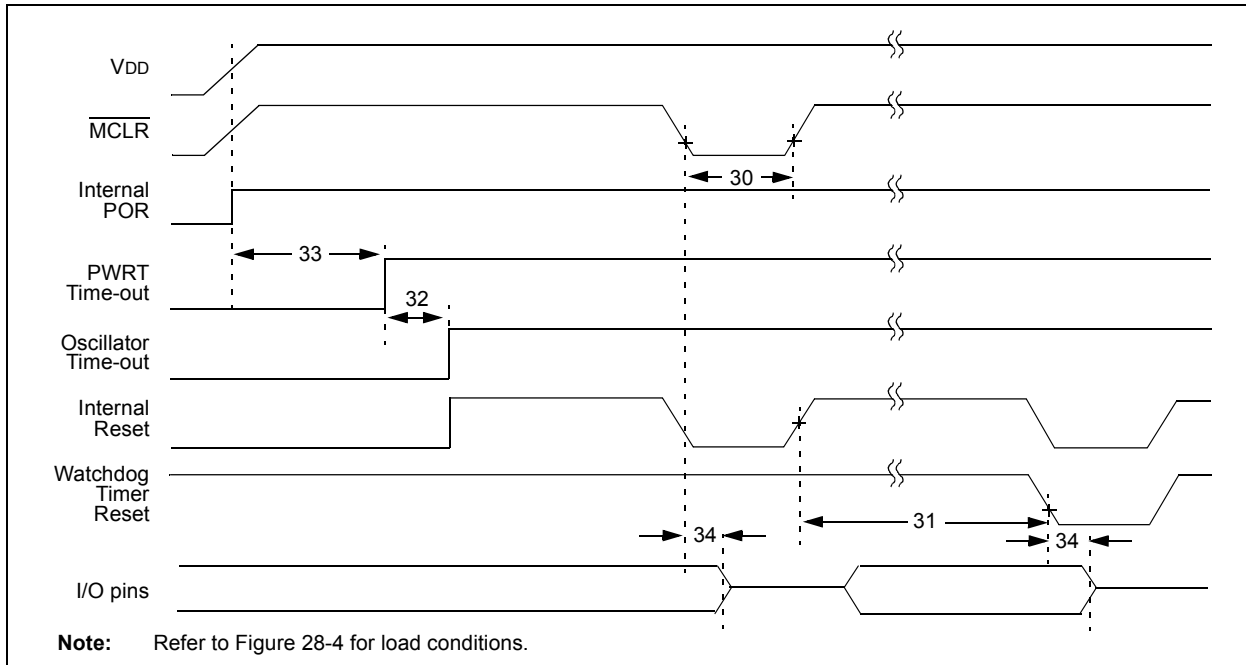 VDD
MCLR
30
Internal
POR
33
PWRT
Time-out
32
Oscillator
Time-out
Internal
Reset
Watchdog
Timer
Reset
31
34
34
I/O pins
Note: Refer to Figure 28-4 for load conditions.